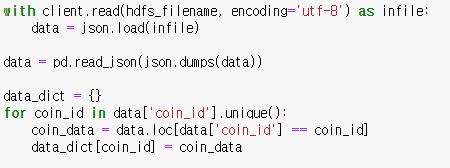 with client.read(hdfs_filename, encoding='utf-8') as infile:
    data = json.load(infile)

data = pd.read_json(json.dumps(data))

data_dict = {}
for coin_id in data['coin_id'].unique():
    coin_data = data.loc[data['coin_id'] == coin_id]
    data_dict[coin_id] = coin_data